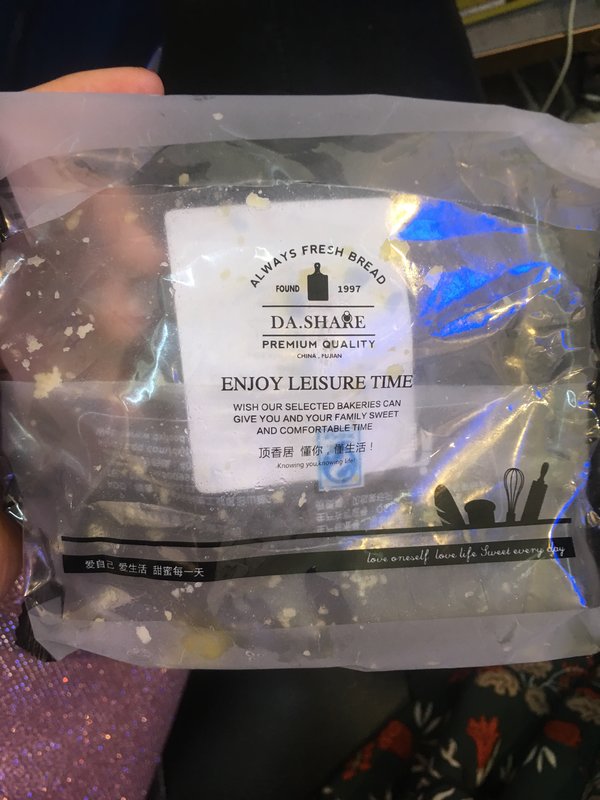 ALWAYS FRESH BREAD
FOUND 1997
DA.SHARE
PREMIUM QUALITY
CHINA . FUJIAN
ENJOY LEISURE TIME
WISH OUR SELECTED BAKERIES CAN
GIVE YOU AND YOUR FAMILY SWEET
AND COMFORTABLE TIME
顶香居 懂你，懂生活！
Knowing you,knowing life!
love oneself love life Sweet every day
爱自己 爱生活 甜蜜每一天